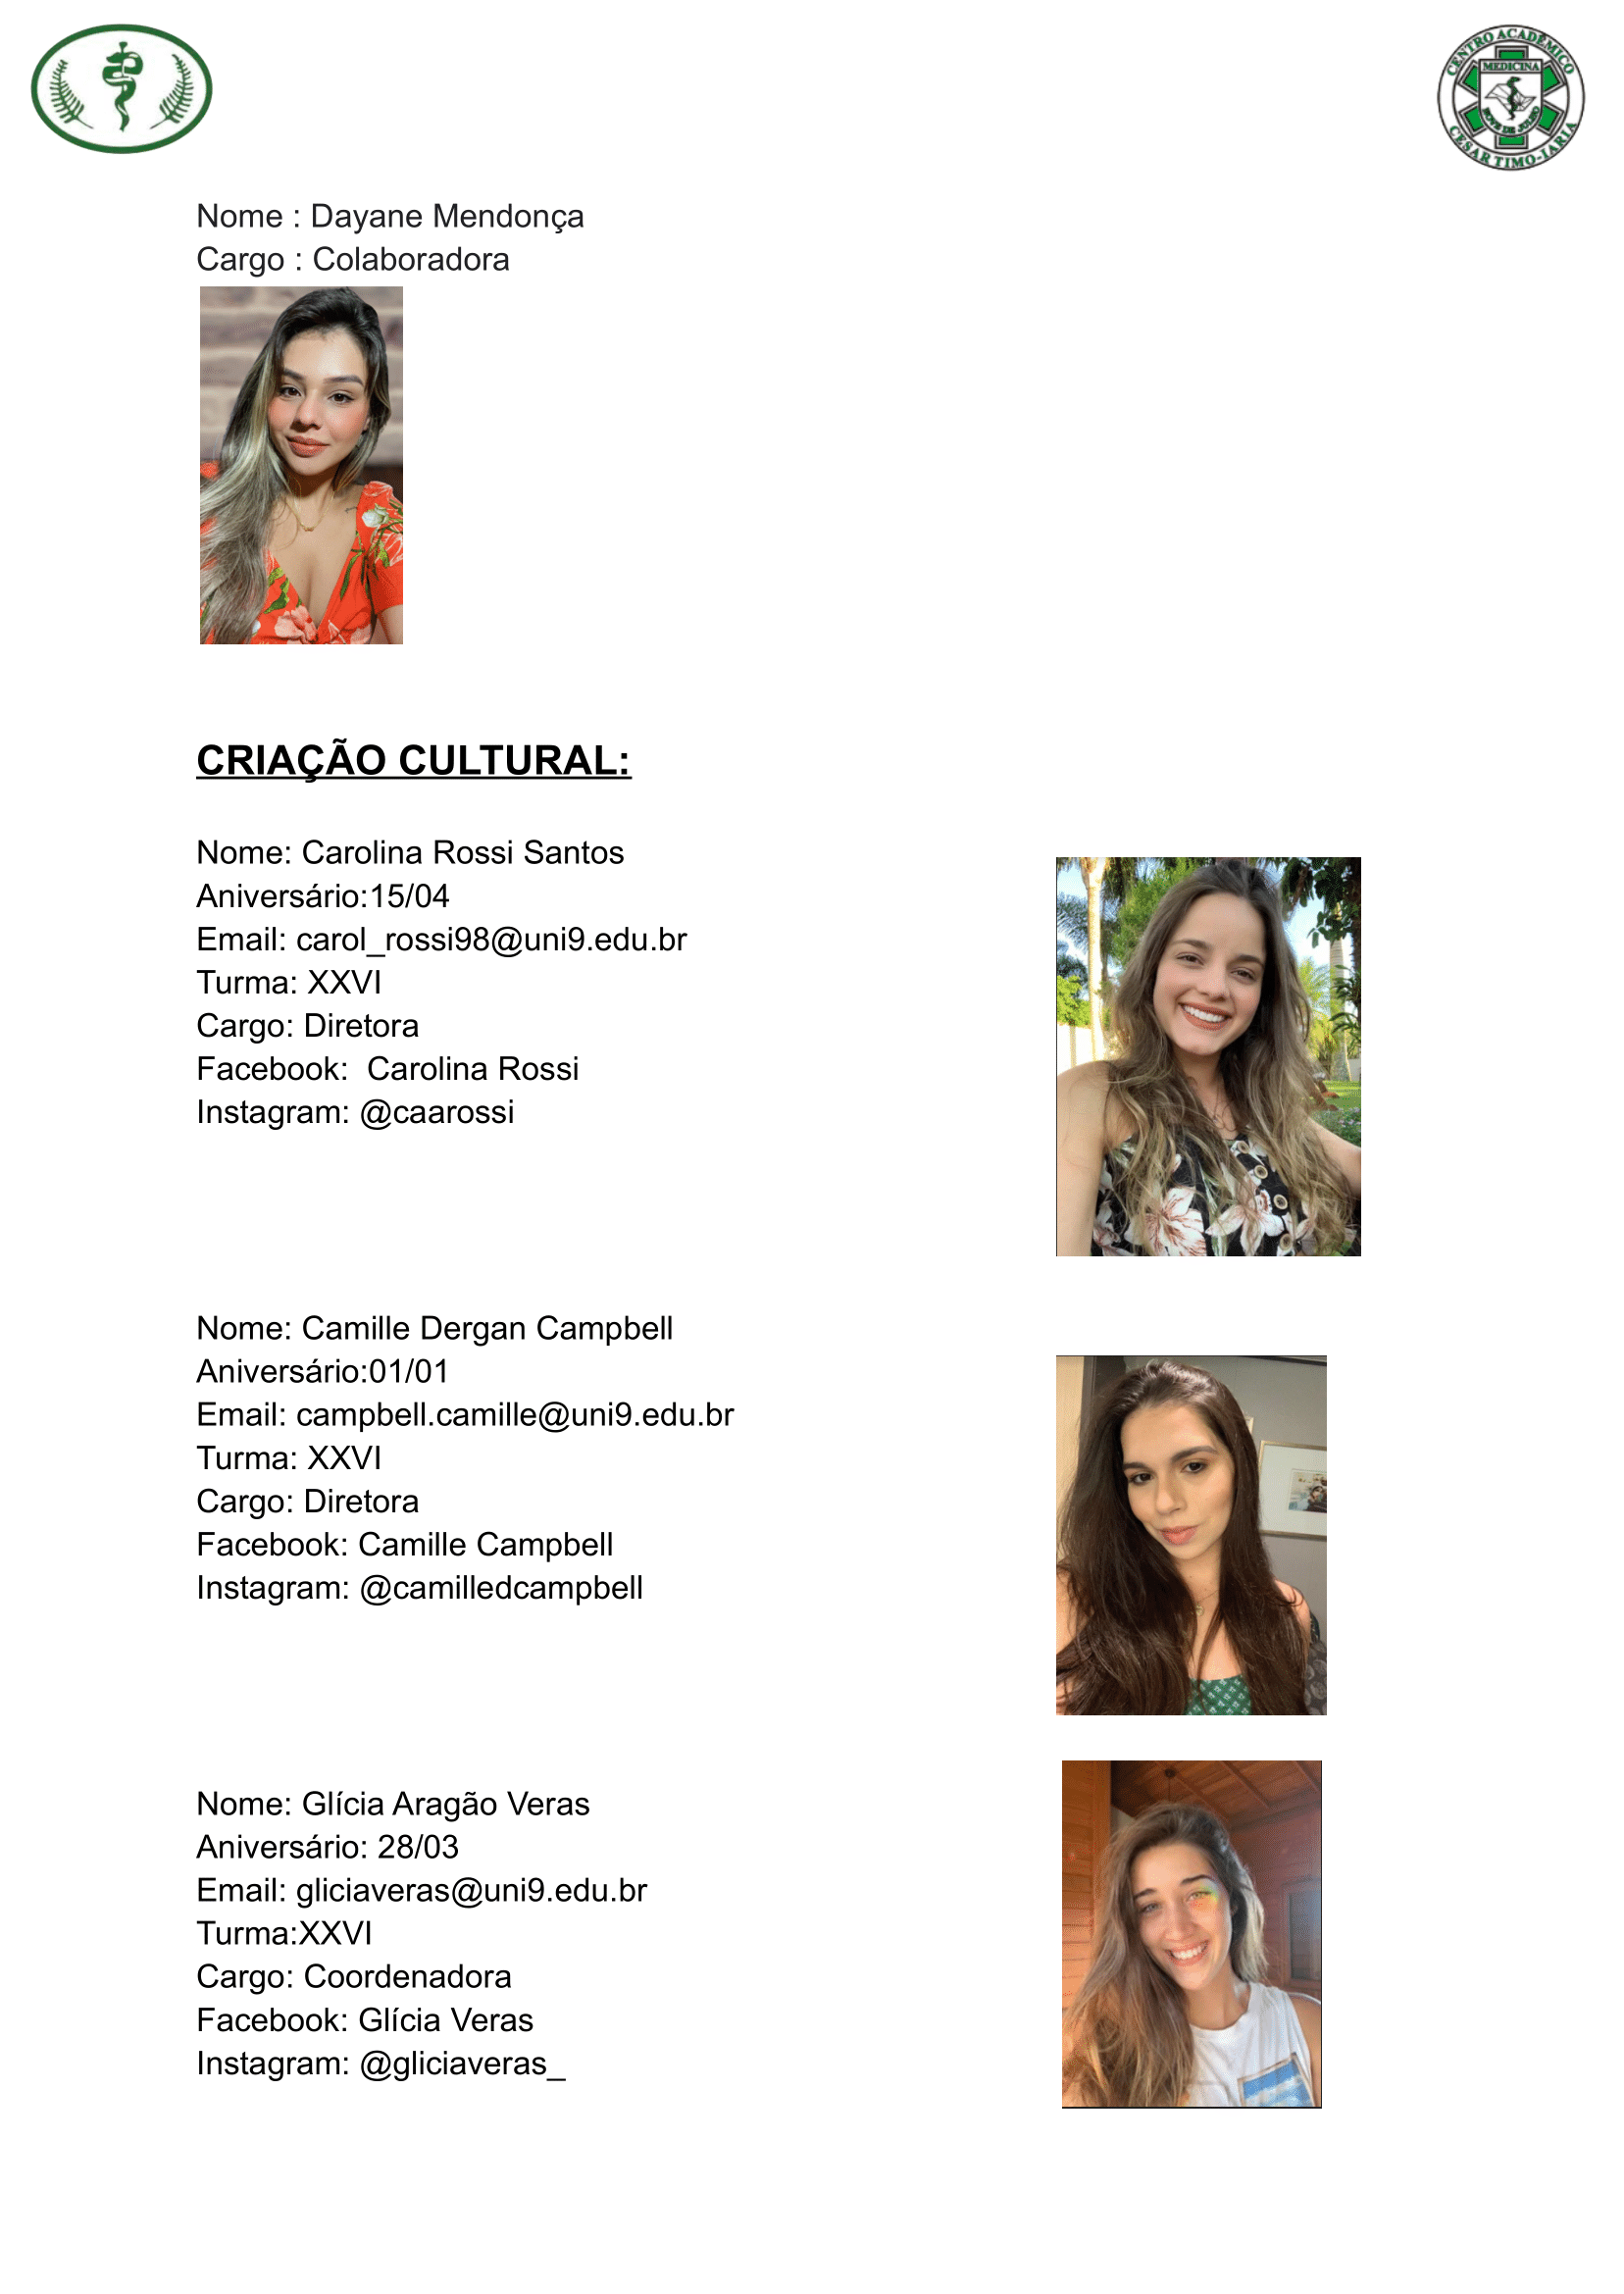 CENTRO ACADÊMICO
MEDICINA
NOVE DE JULHO
CESAR TIMO-IARIA
Nome : Dayane Mendonça
Cargo : Colaboradora
CRIAÇÃO CULTURAL:
Nome: Carolina Rossi Santos
Aniversário:15/04
Email: carol_rossi98@uni9.edu.br
Turma: XXVI
Cargo: Diretora
Facebook:  Carolina Rossi
Instagram: @caarossi
Nome: Camille Dergan Campbell
Aniversário:01/01
Email: campbell.camille@uni9.edu.br
Turma: XXVI
Cargo: Diretora
Facebook: Camille Campbell
Instagram: @camilledcampbell
Nome: Glícia Aragão Veras
Aniversário: 28/03
Email: gliciaveras@uni9.edu.br
Turma:XXVI
Cargo: Coordenadora
Facebook: Glícia Veras
Instagram: @gliciaveras_